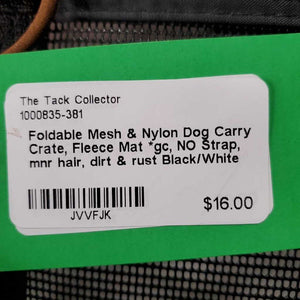 The Tack Collector
1000835-381
Foldable Mesh & Nylon Dog Carry
Crate, Fleece Mat *gc, NO Strap,
mnr hair, dirt & rust Black/White
$16.00
JVVFJK